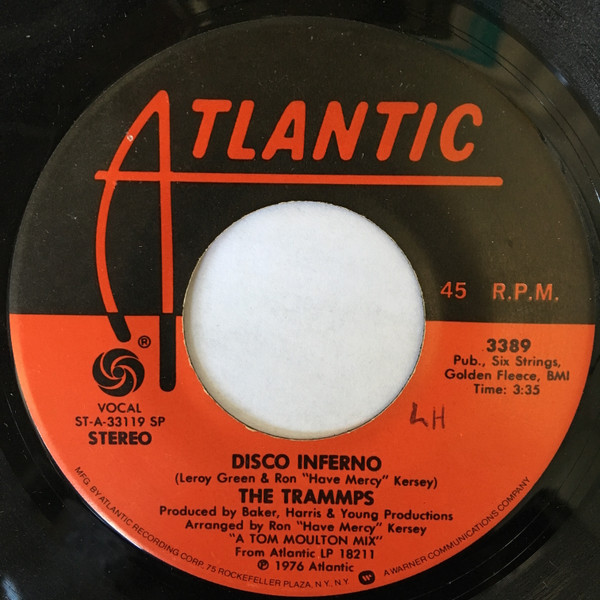 ATLANTIC
45 R.P.M.
®
3389
Pub., Six Strings,
Golden Fleece, BMI
Time: 3:35
VOCAL
ST-A-33119 SP
STEREO
LH
DISCO INFERNO
(Leroy Green & Ron "Have Mercy" Kersey)
THE TRAMMPS
Produced by Baker, Harris & Young Productions
Arranged by Ron "Have Mercy" Kersey
"A TOM MOULTON MIX"
From Atlantic LP 18211
℗ 1976 Atlantic
MFG. BY ATLANTIC RECORDING CORP. 75 ROCKEFELLER PLAZA, N.Y. N.Y. A WARNER COMMUNICATIONS COMPANY